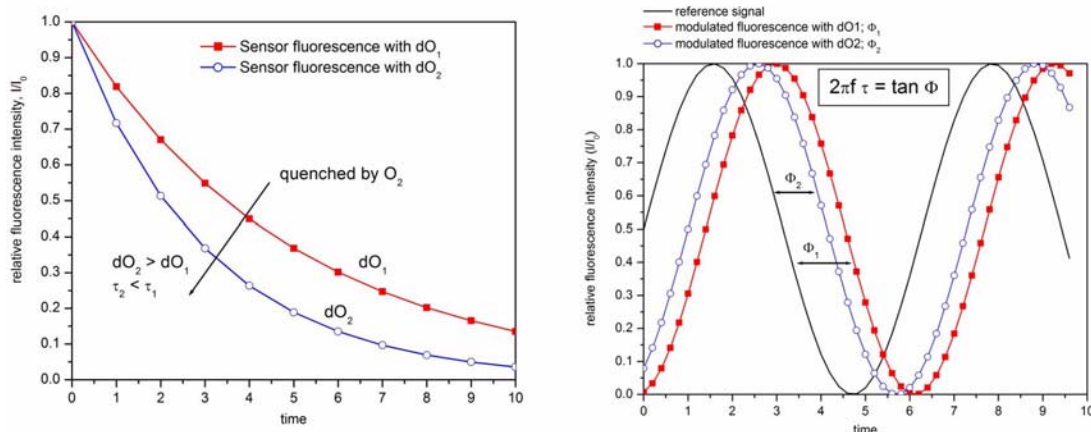 1.0
0.9
0.8
0.7
0.6
0.5
0.4
0.3
0.2
0.1
0.0
relative fluorescence intensity, I/I₀
Sensor fluorescence with dO₁
Sensor fluorescence with dO₂
quenched by O₂
dO₂ > dO₁
τ₂ < τ₁
dO₁
dO₂
0 1 2 3 4 5 6 7 8 9 10
time
reference signal
modulated fluorescence with dO1; Φ₁
modulated fluorescence with dO2; Φ₂
1.0
0.9
0.8
0.7
0.6
0.5
0.4
0.3
0.2
0.1
0.0
relative fluorescence intensity (I/I₀)
2πf τ = tan Φ
Φ₂
Φ₁
0 1 2 3 4 5 6 7 8 9 10
time